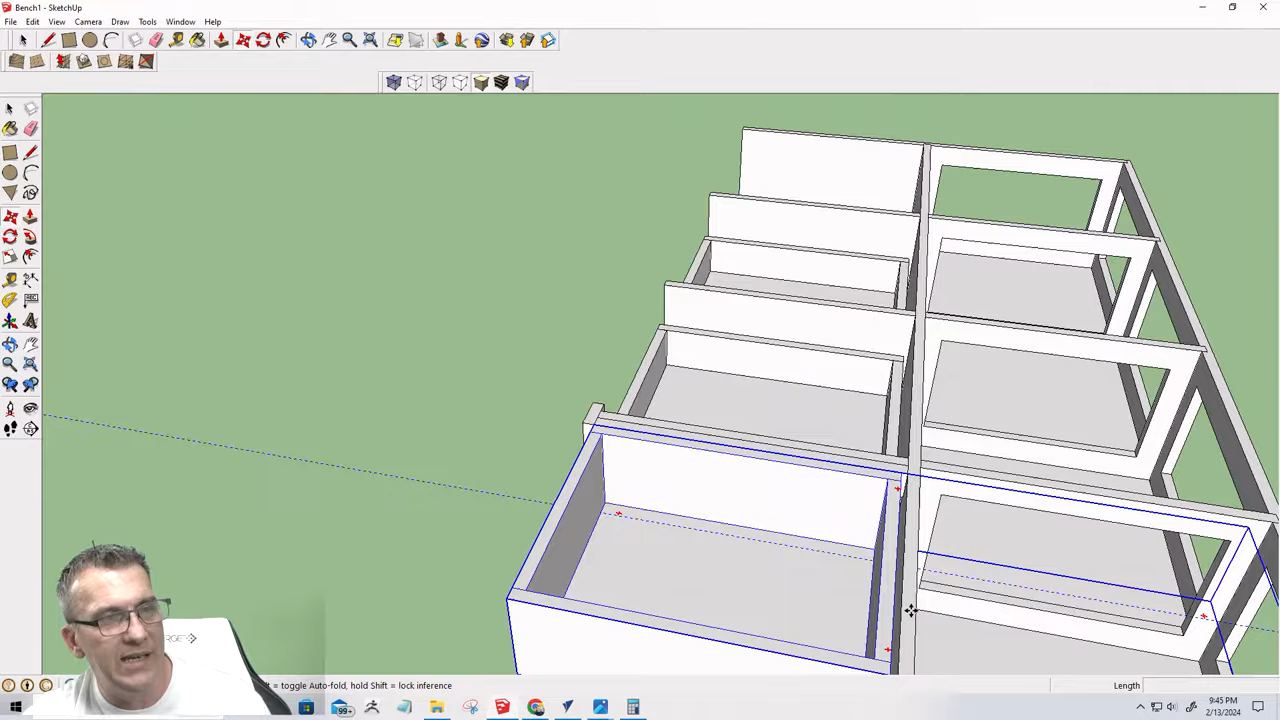 Bench1 - SketchUp
File Edit View Camera Draw Tools Window Help
= toggle Auto-fold, hold Shift = lock inference
Length
99+
9:45 PM
2/13/2024